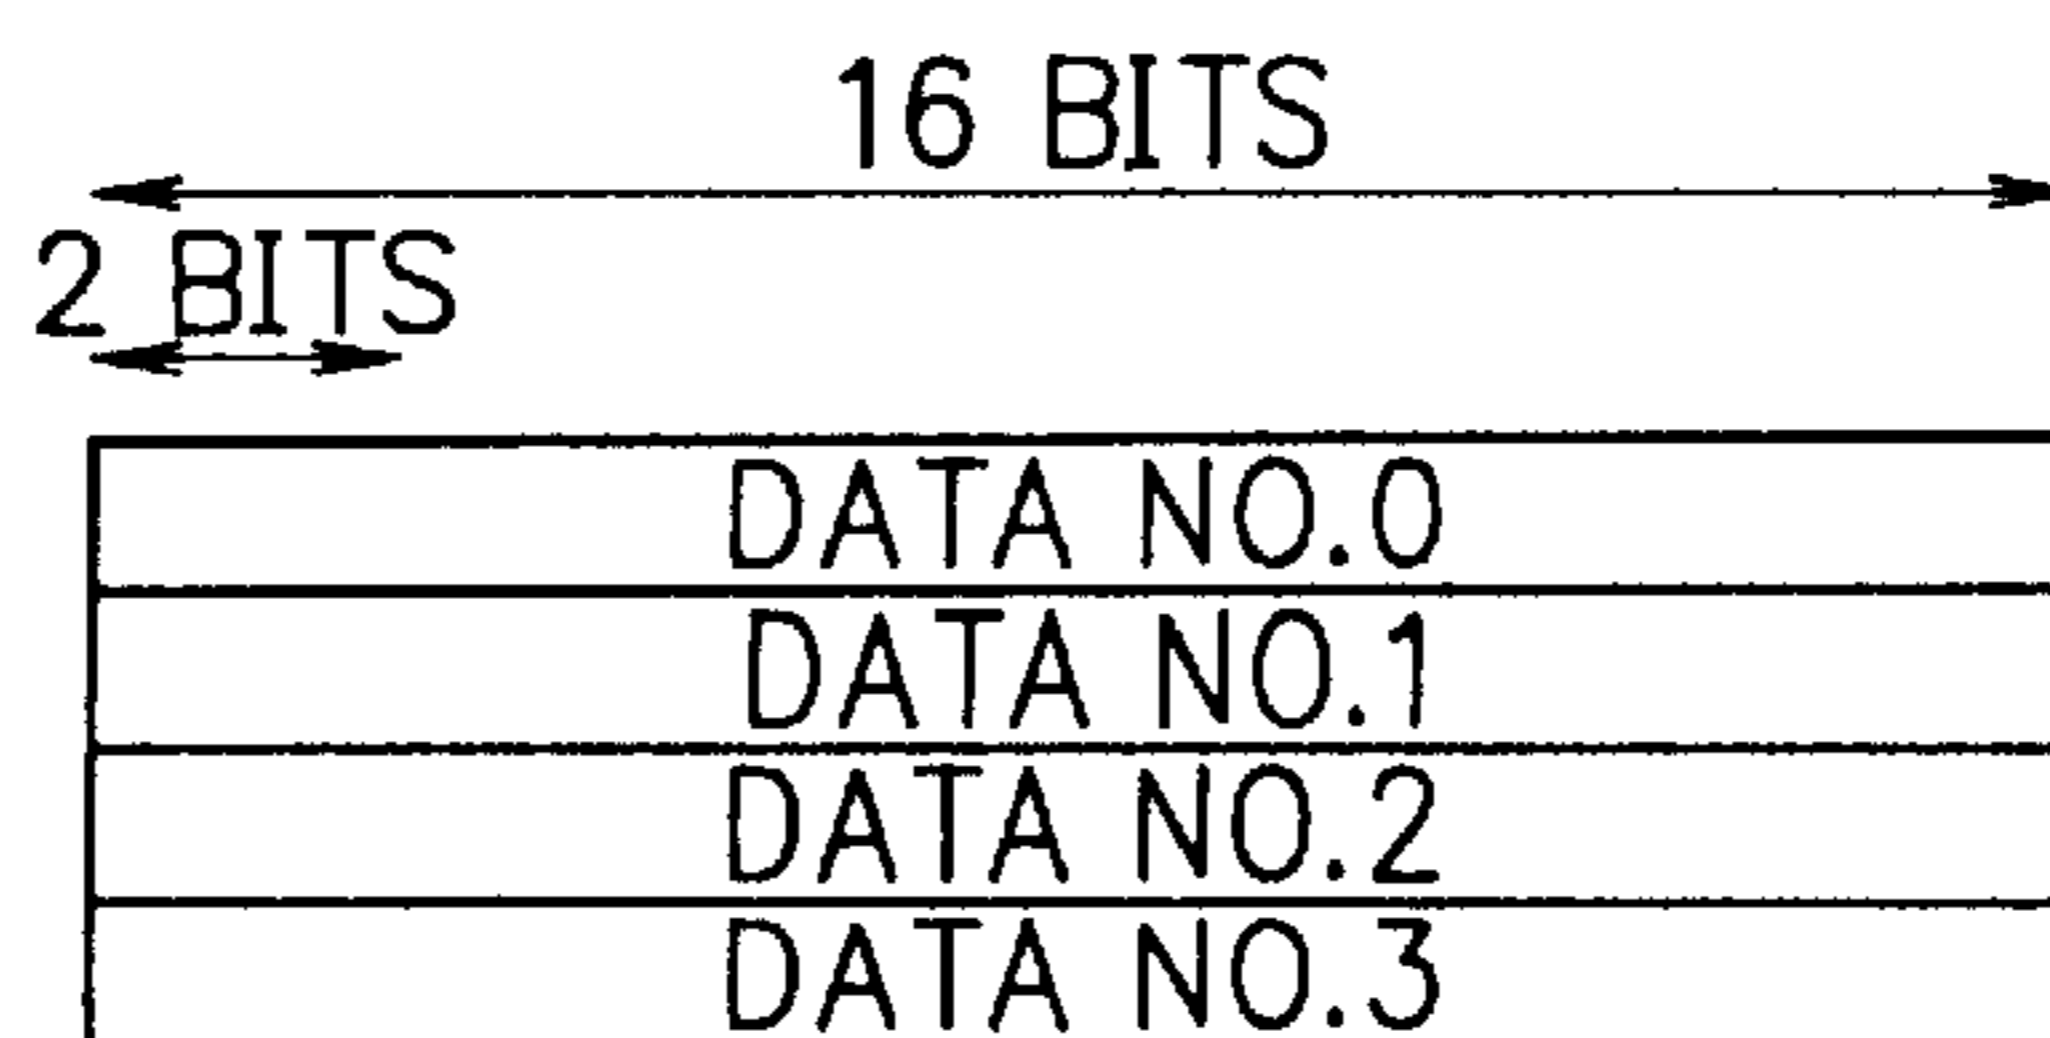 16 BITS
2 BITS
DATA NO.0
DATA NO.1
DATA NO.2
DATA NO.3